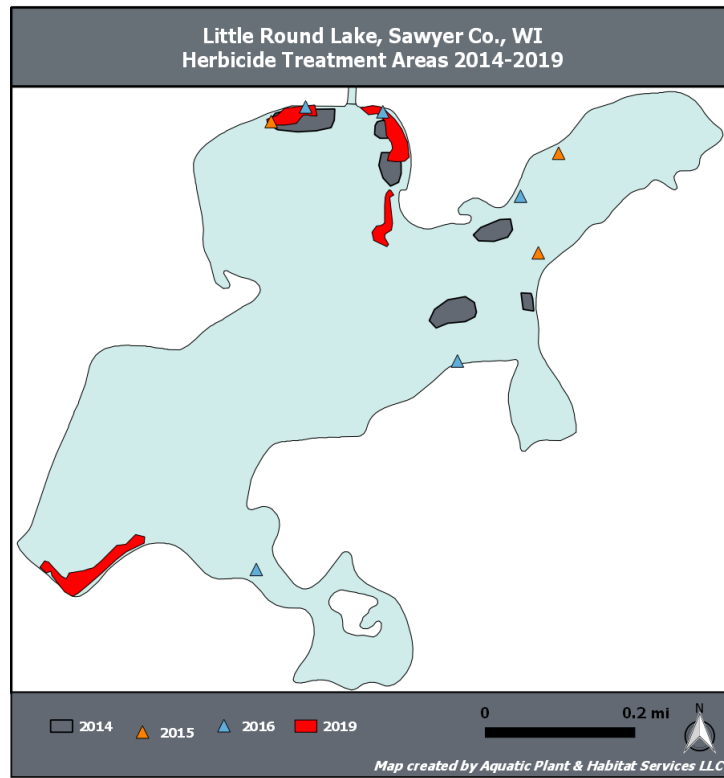 Little Round Lake, Sawyer Co., WI
Herbicide Treatment Areas 2014-2019
2014
2015
2016
2019
0
0.2 mi
N
Map created by Aquatic Plant & Habitat Services LLC